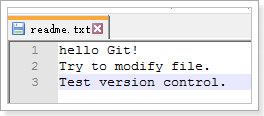 readme.txt
1 hello Git!
2 Try to modify file.
3 Test version control.